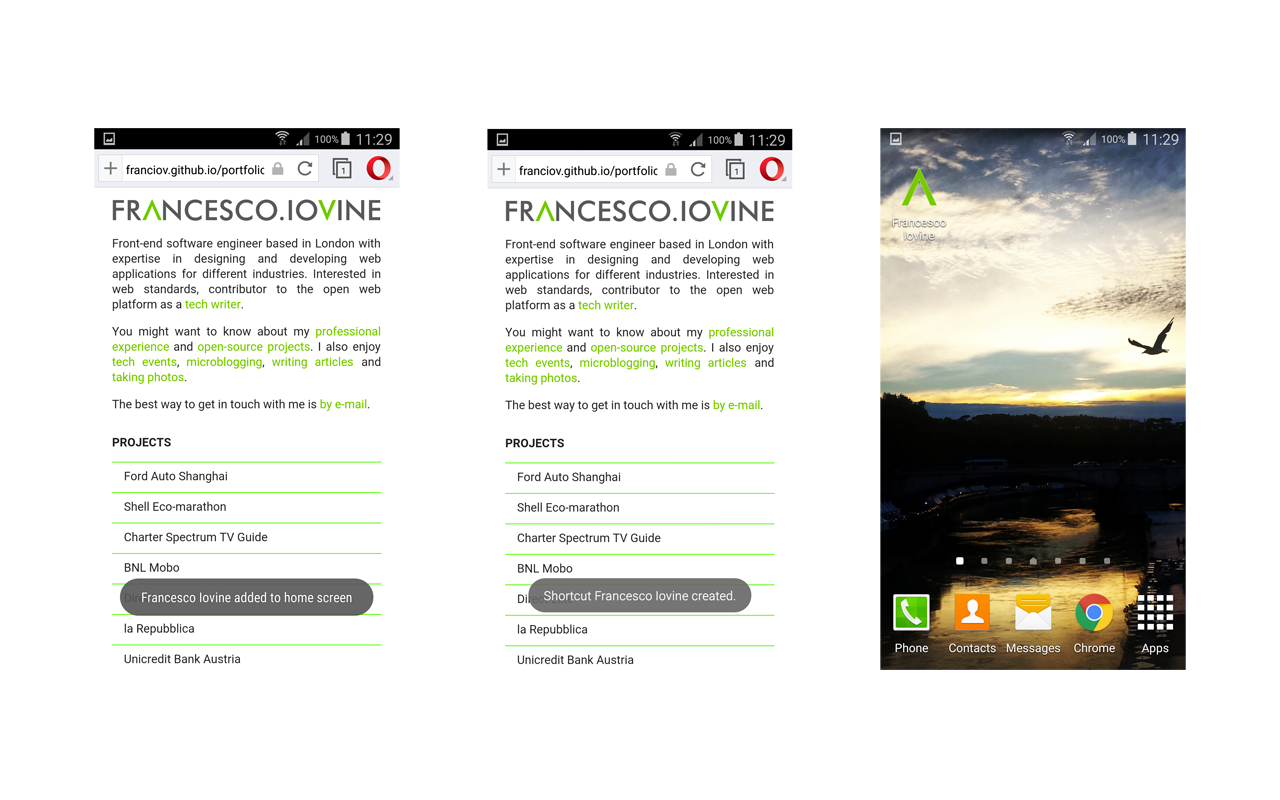 100% 11:29
franciov.github.io/portfolic 1
FRANCESCO.IOVINE
Front-end software engineer based in London with
expertise in designing and developing web
applications for different industries. Interested in
web standards, contributor to the open web
platform as a tech writer.
You might want to know about my professional
experience and open-source projects. I also enjoy
tech events, microblogging, writing articles and
taking photos.
The best way to get in touch with me is by e-mail.
PROJECTS
Ford Auto Shanghai
Shell Eco-marathon
Charter Spectrum TV Guide
BNL Mobo
Francesco Iovine added to home screen
la Repubblica
Unicredit Bank Austria
100% 11:29
franciov.github.io/portfolic 1
FRANCESCO.IOVINE
Front-end software engineer based in London with
expertise in designing and developing web
applications for different industries. Interested in
web standards, contributor to the open web
platform as a tech writer.
You might want to know about my professional
experience and open-source projects. I also enjoy
tech events, microblogging, writing articles and
taking photos.
The best way to get in touch with me is by e-mail.
PROJECTS
Ford Auto Shanghai
Shell Eco-marathon
Charter Spectrum TV Guide
BNL Mobo
Shortcut Francesco Iovine created.
la Repubblica
Unicredit Bank Austria
100% 11:29
Francesco
Iovine
Phone Contacts Messages Chrome Apps